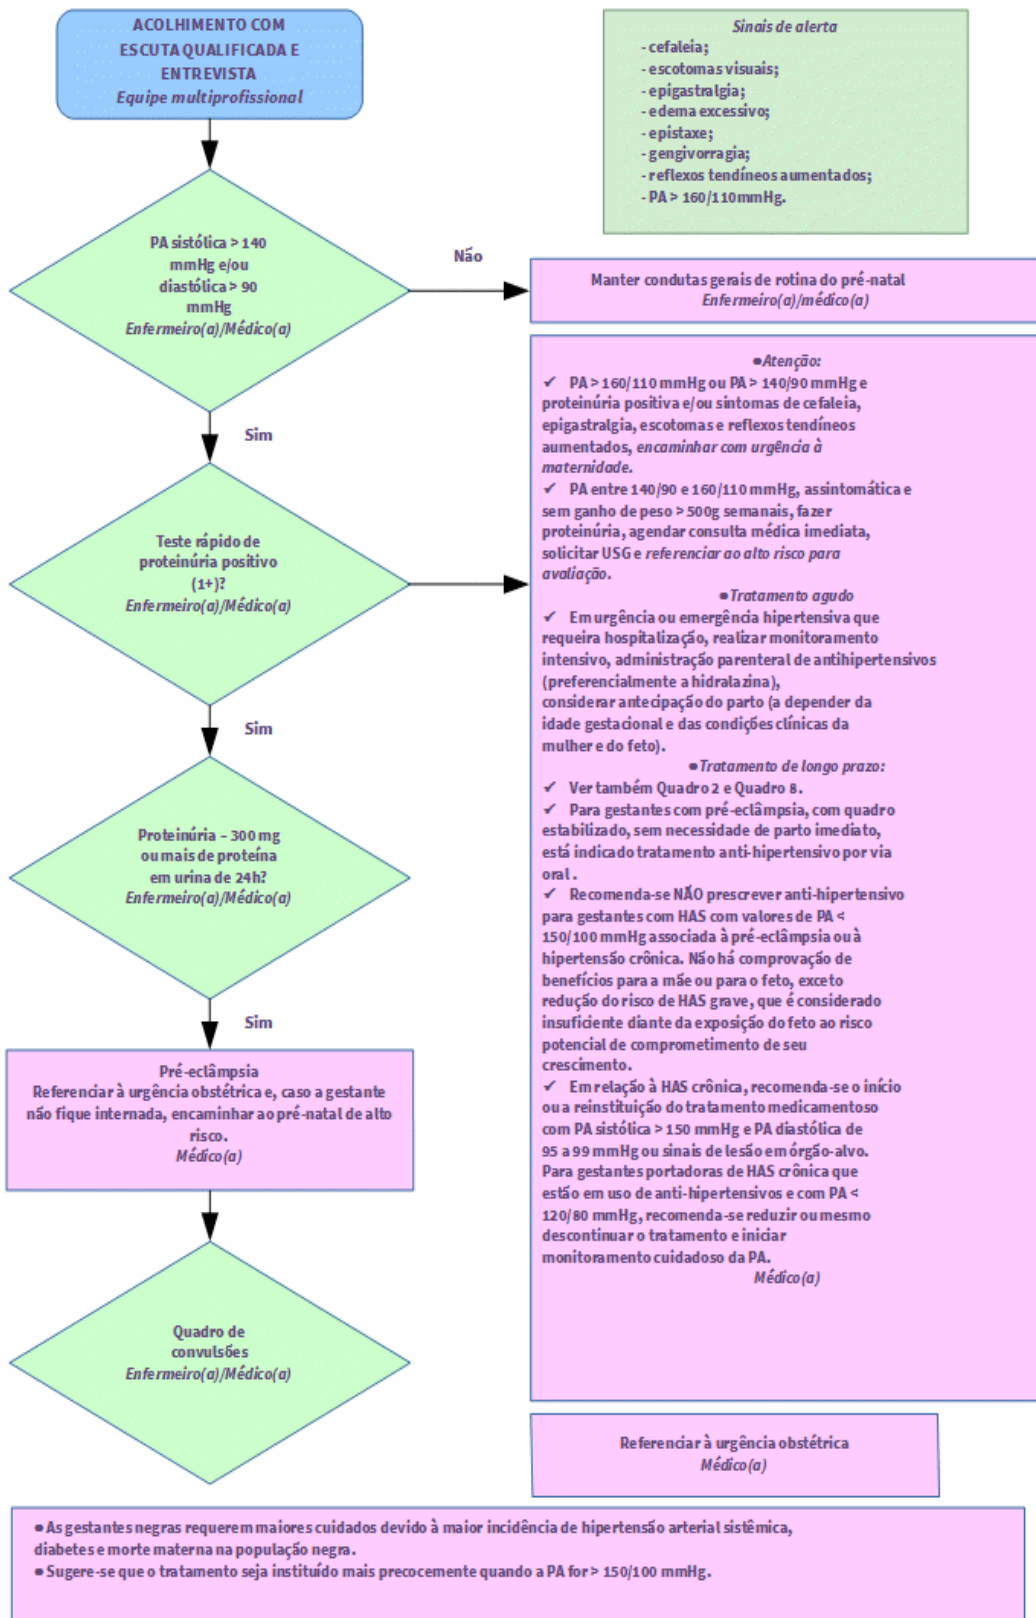 ACOLHIMENTO COM
ESCUTA QUALIFICADA E
ENTREVISTA
Equipe multiprofissional
Sinais de alerta
- cefaleia;
- escotomas visuais;
- epigastralgia;
- edema excessivo;
- epistaxe;
- gengivorragia;
- reflexos tendíneos aumentados;
- PA > 160/110mmHg.
PA sistólica > 140
mmHg e/ou
diastólica > 90
mmHg
Enfermeiro(a)/Médico(a)
Não
Manter condutas gerais de rotina do pré-natal
Enfermeiro(a)/médico(a)
Sim
Teste rápido de
proteinúria positivo
(1+)?
Enfermeiro(a)/Médico(a)
Sim
Proteinúria – 300 mg
ou mais de proteína
em urina de 24h?
Enfermeiro(a)/Médico(a)
Sim
Pré-eclâmpsia
Referenciar à urgência obstétrica e, caso a gestante
não fique internada, encaminhar ao pré-natal de alto
risco.
Médico(a)
Quadro de
convulsões
Enfermeiro(a)/Médico(a)
●Atenção:
✓ PA > 160/110 mmHg ou PA > 140/90 mmHg e
proteinúria positiva e/ou sintomas de cefaleia,
epigastralgia, escotomas e reflexos tendíneos
aumentados, encaminhar com urgência à
maternidade.
✓ PA entre 140/90 e 160/110 mmHg, assintomática e
sem ganho de peso > 500g semanais, fazer
proteinúria, agendar consulta médica imediata,
solicitar USG e referenciar ao alto risco para
avaliação.
●Tratamento agudo
✓ Em urgência ou emergência hipertensiva que
requeira hospitalização, realizar monitoramento
intensivo, administração parenteral de antihipertensivos
(preferencialmente a hidralazina),
considerar antecipação do parto (a depender da
idade gestacional e das condições clínicas da
mulher e do feto).
●Tratamento de longo prazo:
✓ Ver também Quadro 2 e Quadro 8.
✓ Para gestantes com pré-eclâmpsia, com quadro
estabilizado, sem necessidade de parto imediato,
está indicado tratamento anti-hipertensivo por via
oral .
✓ Recomenda-se NÃO prescrever anti-hipertensivo
para gestantes com HAS com valores de PA <
150/100 mmHg associada à pré-eclâmpsia ou à
hipertensão crônica. Não há comprovação de
benefícios para a mãe ou para o feto, exceto
redução do risco de HAS grave, que é considerado
insuficiente diante da exposição do feto ao risco
potencial de comprometimento de seu
crescimento.
✓ Em relação à HAS crônica, recomenda-se o início
ou a reinstituição do tratamento medicamentoso
com PA sistólica > 150 mmHg e PA diastólica de
95 a 99 mmHg ou sinais de lesão em órgão-alvo.
Para gestantes portadoras de HAS crônica que
estão em uso de anti-hipertensivos e com PA <
120/80 mmHg, recomenda-se reduzir ou mesmo
descontinuar o tratamento e iniciar
monitoramento cuidadoso da PA.
Médico(a)
Referenciar à urgência obstétrica
Médico(a)
●As gestantes negras requerem maiores cuidados devido à maior incidência de hipertensão arterial sistêmica,
diabetes e morte materna na população negra.
●Sugere-se que o tratamento seja instituído mais precocemente quando a PA for > 150/100 mmHg.